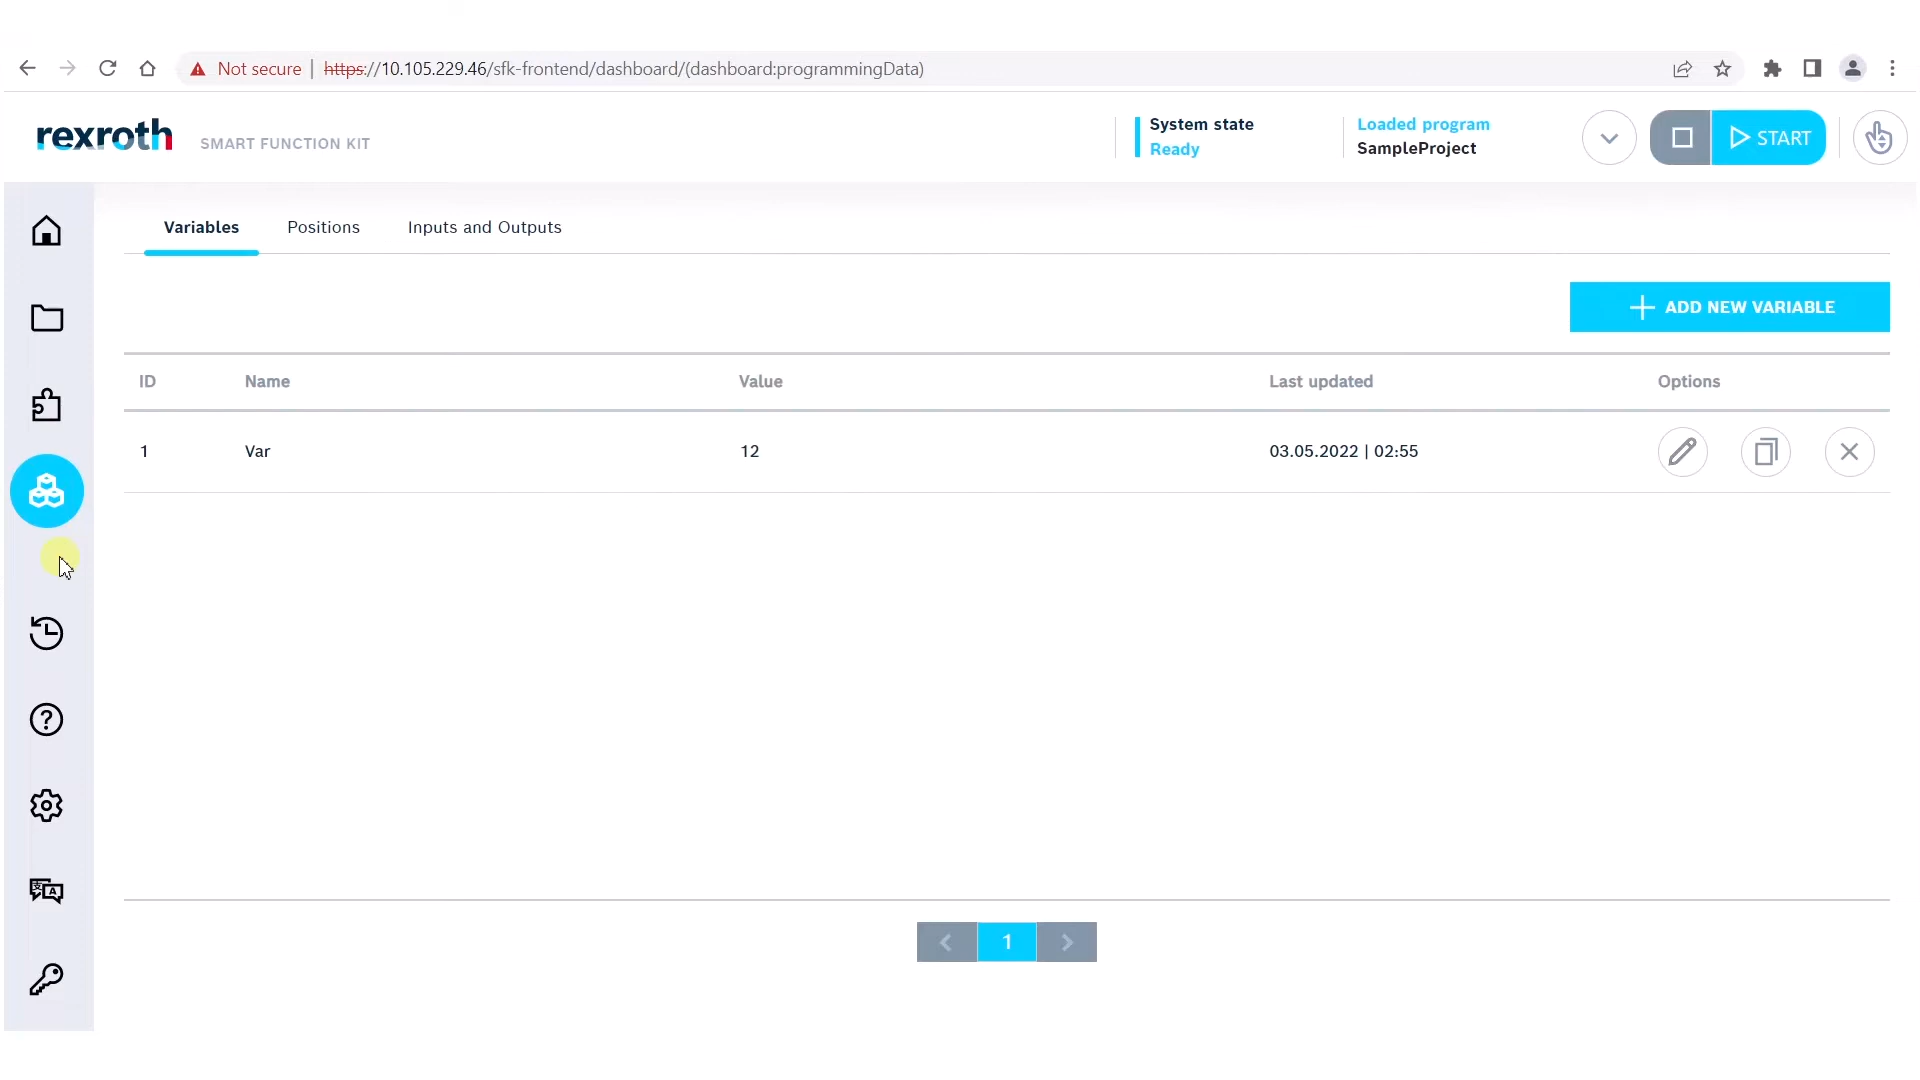 Not secure | https://10.105.229.46/sfk-frontend/dashboard/(dashboard:programmingData)
rexroth SMART FUNCTION KIT
System state
Ready
Loaded program
SampleProject
START
Variables Positions Inputs and Outputs
ADD NEW VARIABLE
ID Name Value Last updated Options
1 Var 12 03.05.2022 | 02:55
1